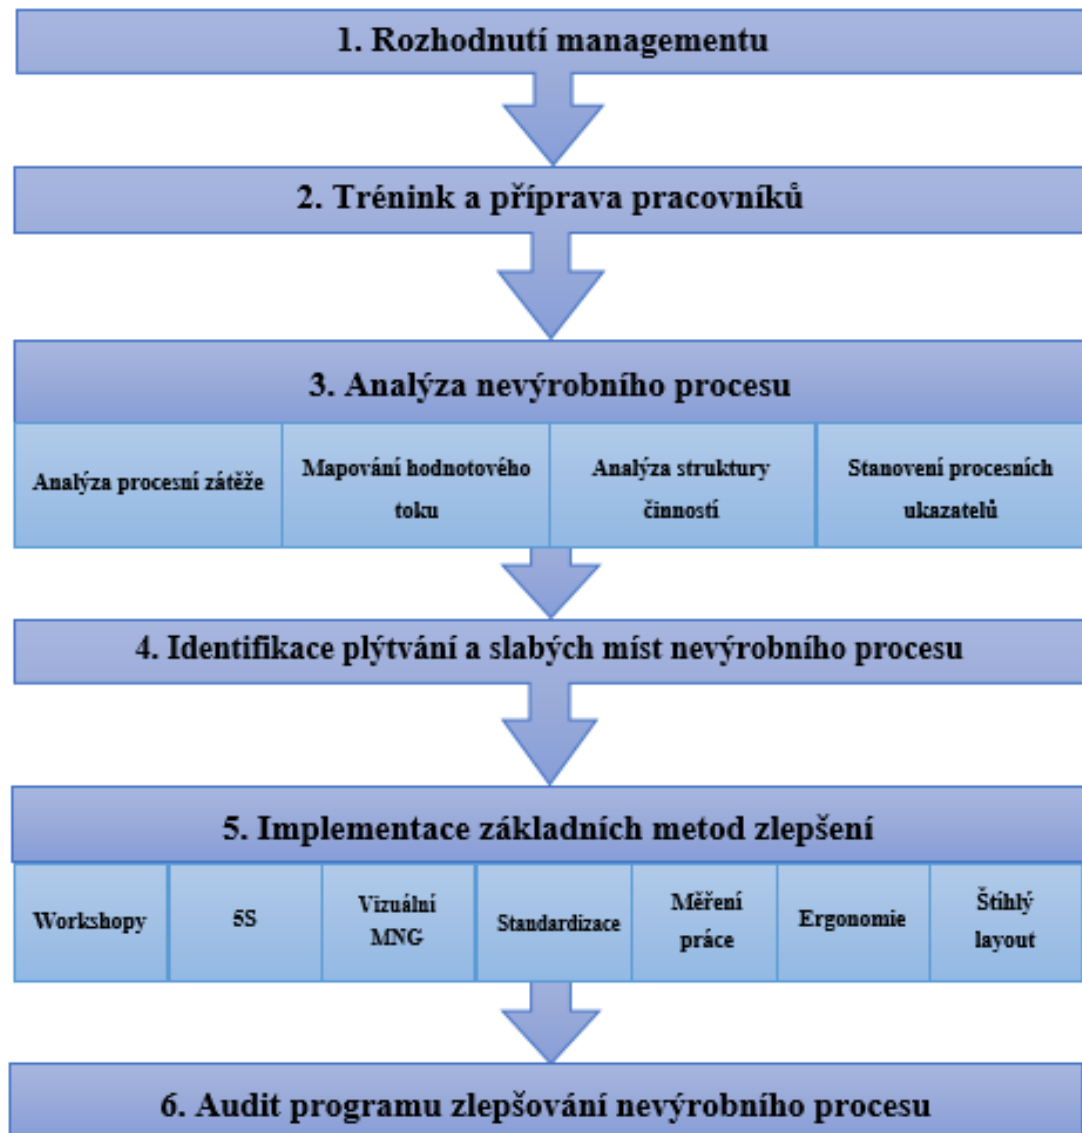 1. Rozhodnutí managementu
2. Trénink a příprava pracovníků
3. Analýza nevýrobního procesu
Analýza procesní zátěže
Mapování hodnotového
toku
Analýza struktury
činností
Stanovení procesních
ukazatelů
4. Identifikace plýtvání a slabých míst nevýrobního procesu
5. Implementace základních metod zlepšení
Workshopy
5S
Vizuální
MNG
Standardizace
Měření
práce
Ergonomie
Štíhlý
layout
6. Audit programu zlepšování nevýrobního procesu